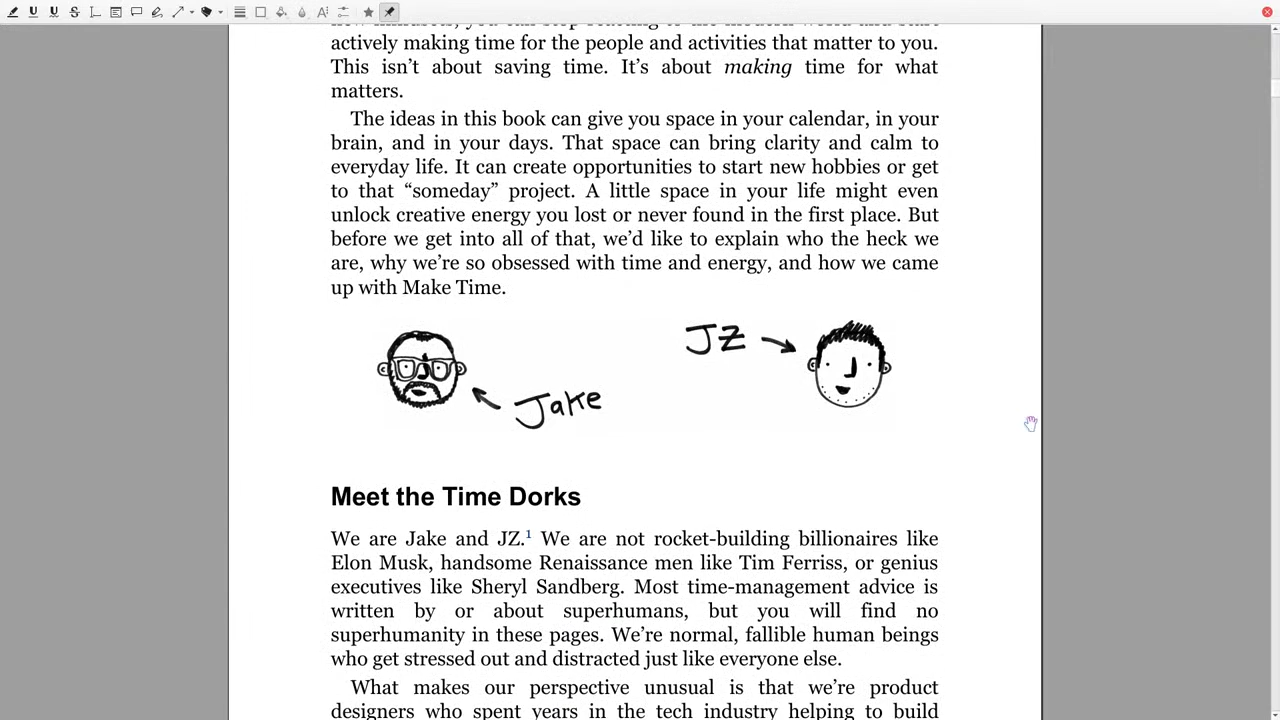 actively making time for the people and activities that matter to you.
This isn’t about saving time. It’s about making time for what
matters.
The ideas in this book can give you space in your calendar, in your
brain, and in your days. That space can bring clarity and calm to
everyday life. It can create opportunities to start new hobbies or get
to that “someday” project. A little space in your life might even
unlock creative energy you lost or never found in the first place. But
before we get into all of that, we’d like to explain who the heck we
are, why we’re so obsessed with time and energy, and how we came
up with Make Time.
JZ
Jake
Meet the Time Dorks
We are Jake and JZ.1 We are not rocket-building billionaires like
Elon Musk, handsome Renaissance men like Tim Ferriss, or genius
executives like Sheryl Sandberg. Most time-management advice is
written by or about superhumans, but you will find no
superhumanity in these pages. We’re normal, fallible human beings
who get stressed out and distracted just like everyone else.
What makes our perspective unusual is that we’re product
designers who spent years in the tech industry helping to build